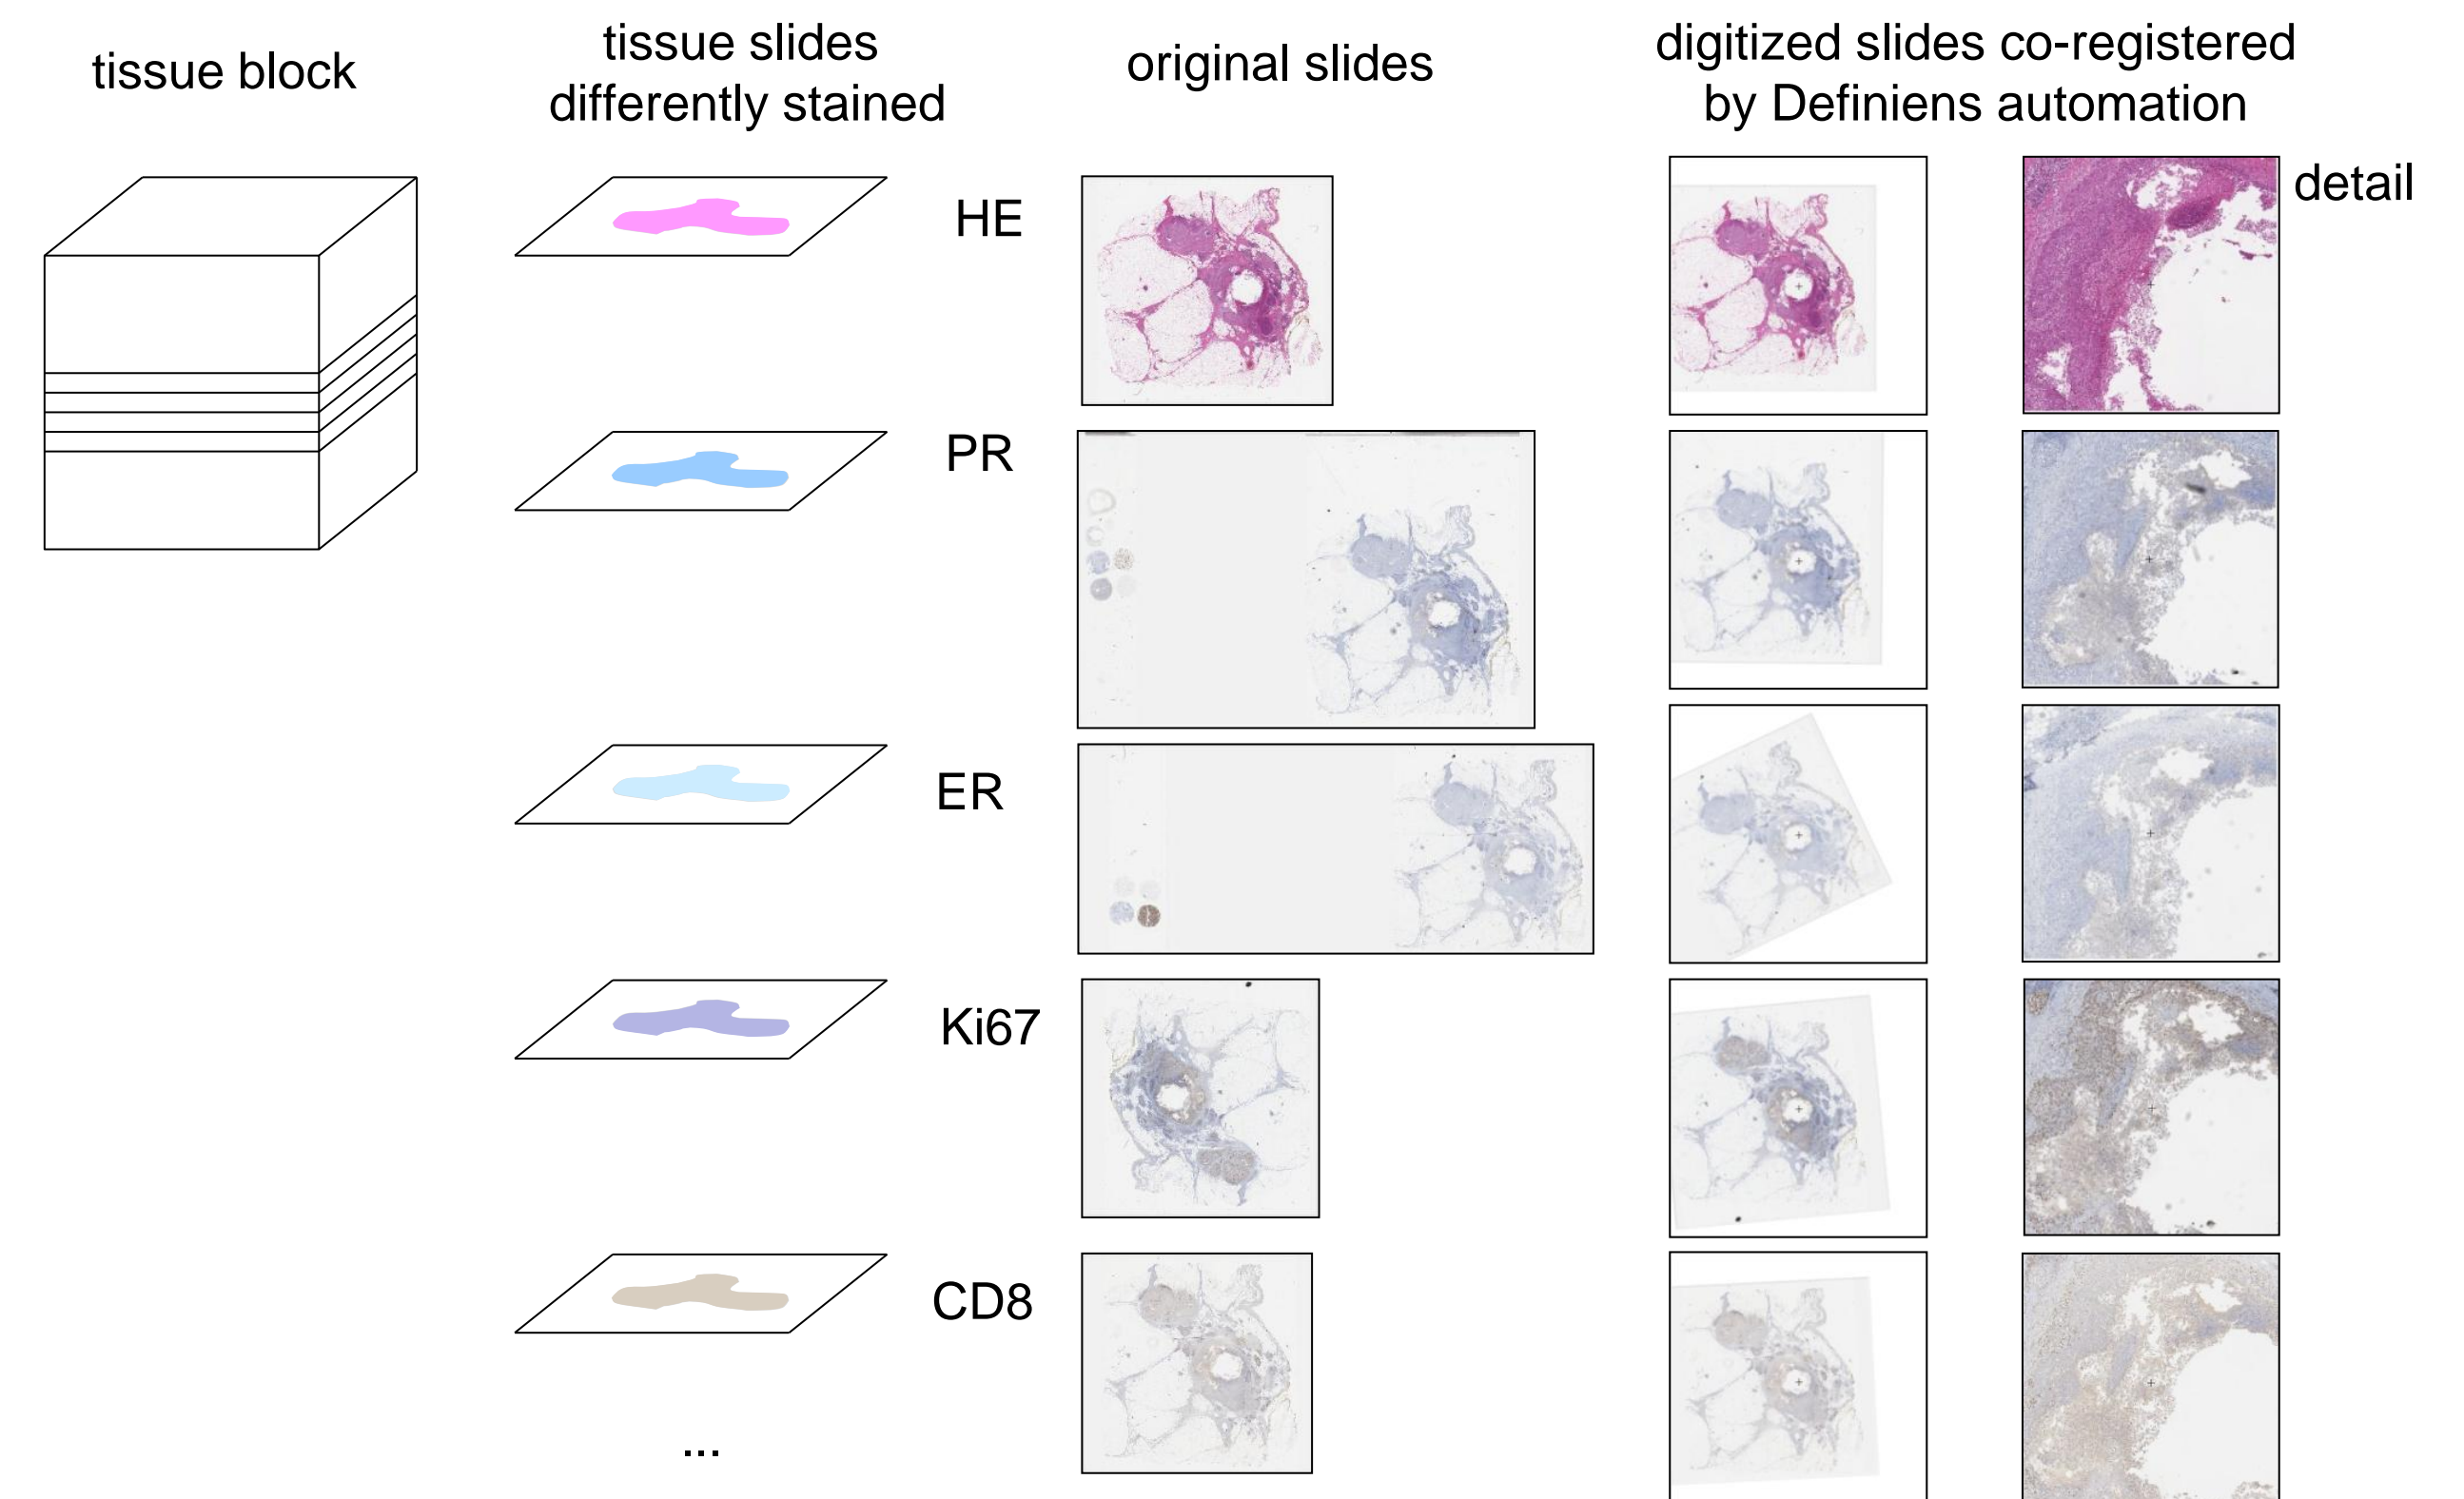 tissue block
tissue slides
differently stained
original slides
digitized slides co-registered
by Definiens automation
HE
detail
PR
ER
Ki67
CD8
...